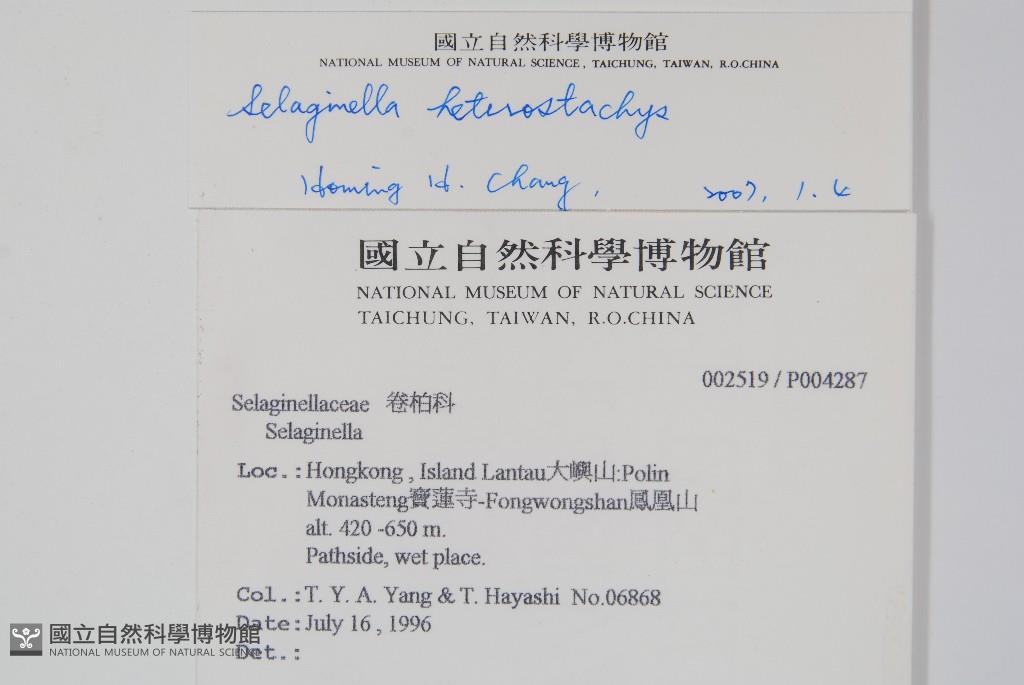 國立自然科學博物館
NATIONAL MUSEUM OF NATURAL SCIENCE, TAICHUNG, TAIWAN, R.O.CHINA
Selaginella heterostachys
Homing H. Chang, 2007, 1.4
國立自然科學博物館
NATIONAL MUSEUM OF NATURAL SCIENCE
TAICHUNG, TAIWAN, R.O.CHINA
002519 / P004287
Selaginellaceae 卷柏科
Selaginella
Loc.: Hongkong , Island Lantau大嶼山:Polin
Monasteng寶蓮寺-Fongwongshan鳳凰山
alt. 420 -650 m.
Pathside, wet place.
Col.: T. Y. A. Yang & T. Hayashi No.06868
Date: July 16 , 1996
Det.:
國立自然科學博物館
NATIONAL MUSEUM OF NATURAL SCIENCE